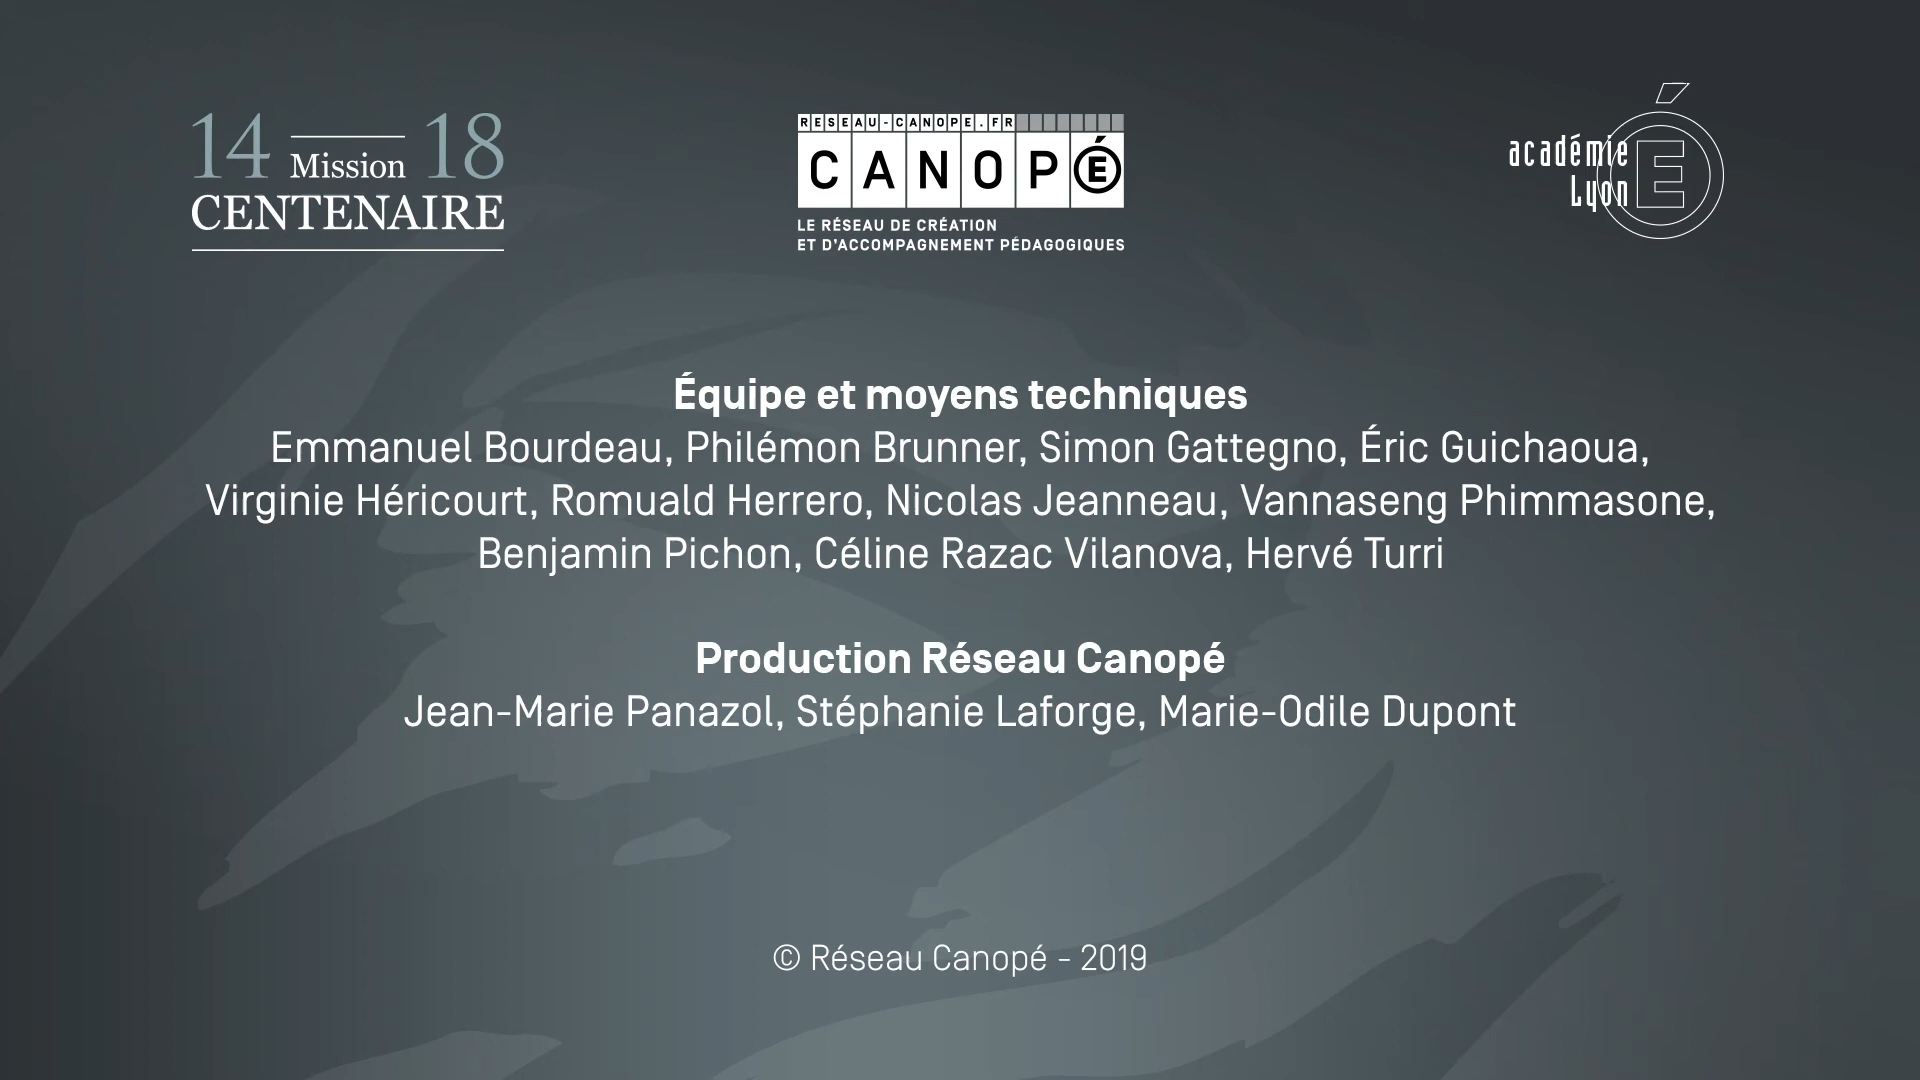 14 Mission 18
CENTENAIRE
RESEAU-CANOPE.FR
CANOPÉ
LE RÉSEAU DE CRÉATION
ET D'ACCOMPAGNEMENT PÉDAGOGIQUES
académie
Lyon
É
Équipe et moyens techniques
Emmanuel Bourdeau, Philémon Brunner, Simon Gattegno, Éric Guichaoua,
Virginie Héricourt, Romuald Herrero, Nicolas Jeanneau, Vannaseng Phimmasone,
Benjamin Pichon, Céline Razac Vilanova, Hervé Turri
Production Réseau Canopé
Jean-Marie Panazol, Stéphanie Laforge, Marie-Odile Dupont
© Réseau Canopé - 2019